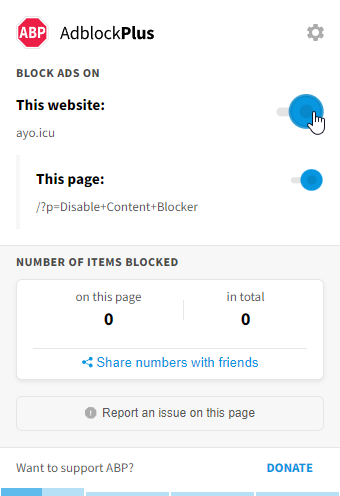 ABP AdblockPlus
BLOCK ADS ON
This website:
ayo.icu
This page:
/?p=Disable+Content+Blocker
NUMBER OF ITEMS BLOCKED
on this page in total
0 0
Share numbers with friends
Report an issue on this page
Want to support ABP? DONATE